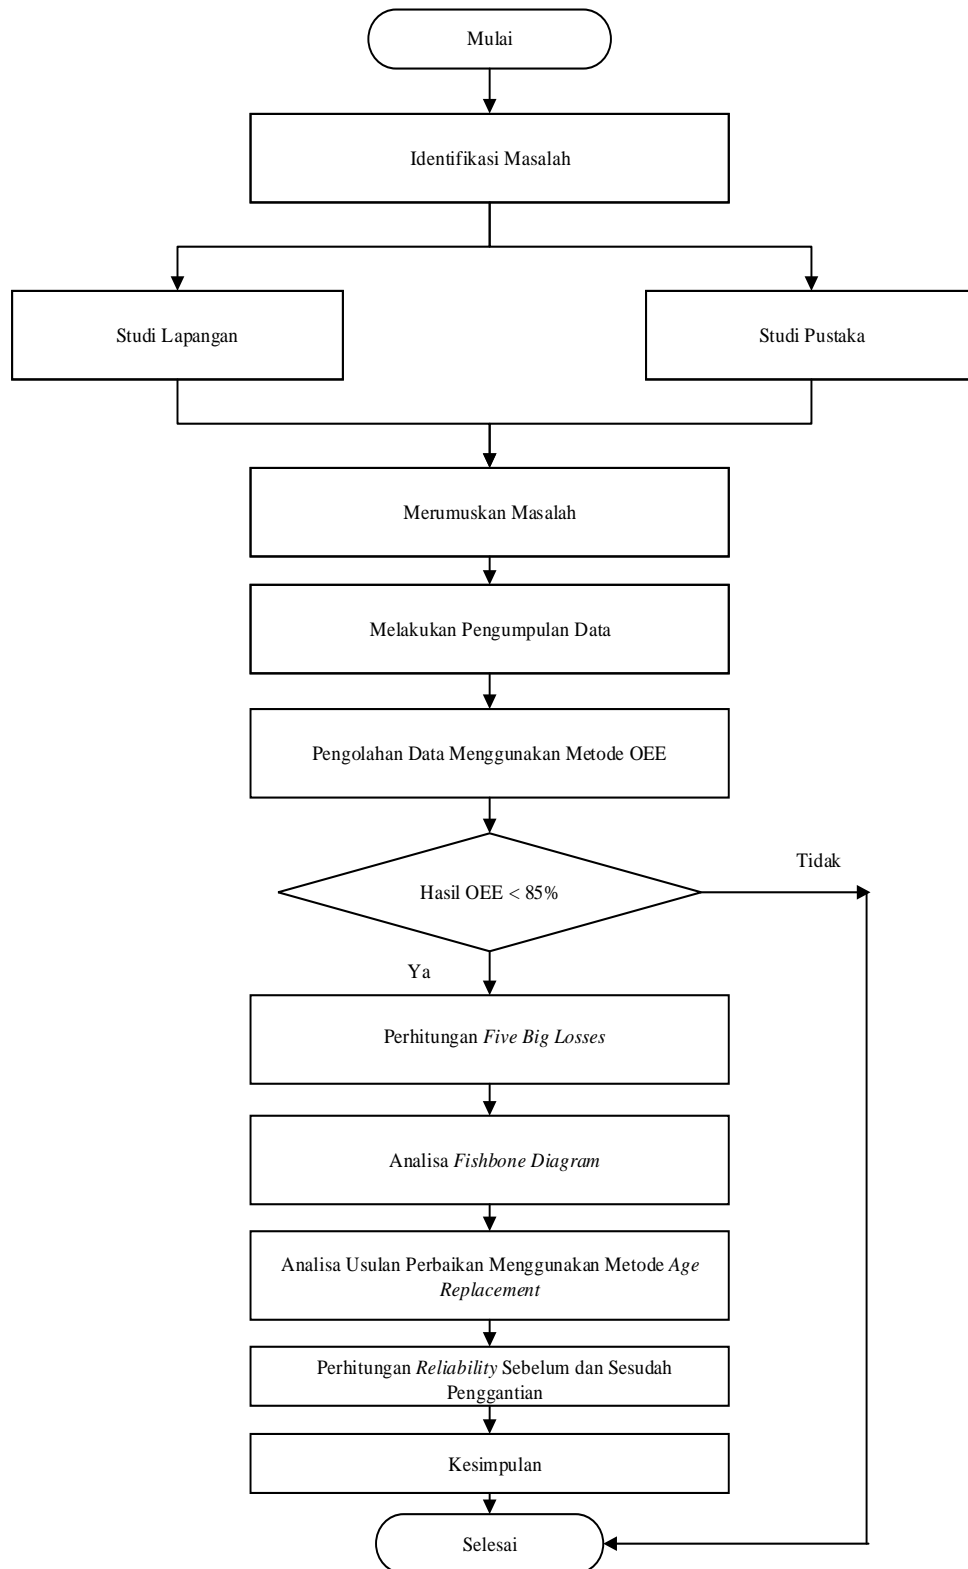 Mulai
Identifikasi Masalah
Studi Lapangan
Studi Pustaka
Merumuskan Masalah
Melakukan Pengumpulan Data
Pengolahan Data Menggunakan Metode OEE
Hasil OEE < 85%
Tidak
Ya
Perhitungan Five Big Losses
Analisa Fishbone Diagram
Analisa Usulan Perbaikan Menggunakan Metode Age
Replacement
Perhitungan Reliability Sebelum dan Sesudah
Penggantian
Kesimpulan
Selesai